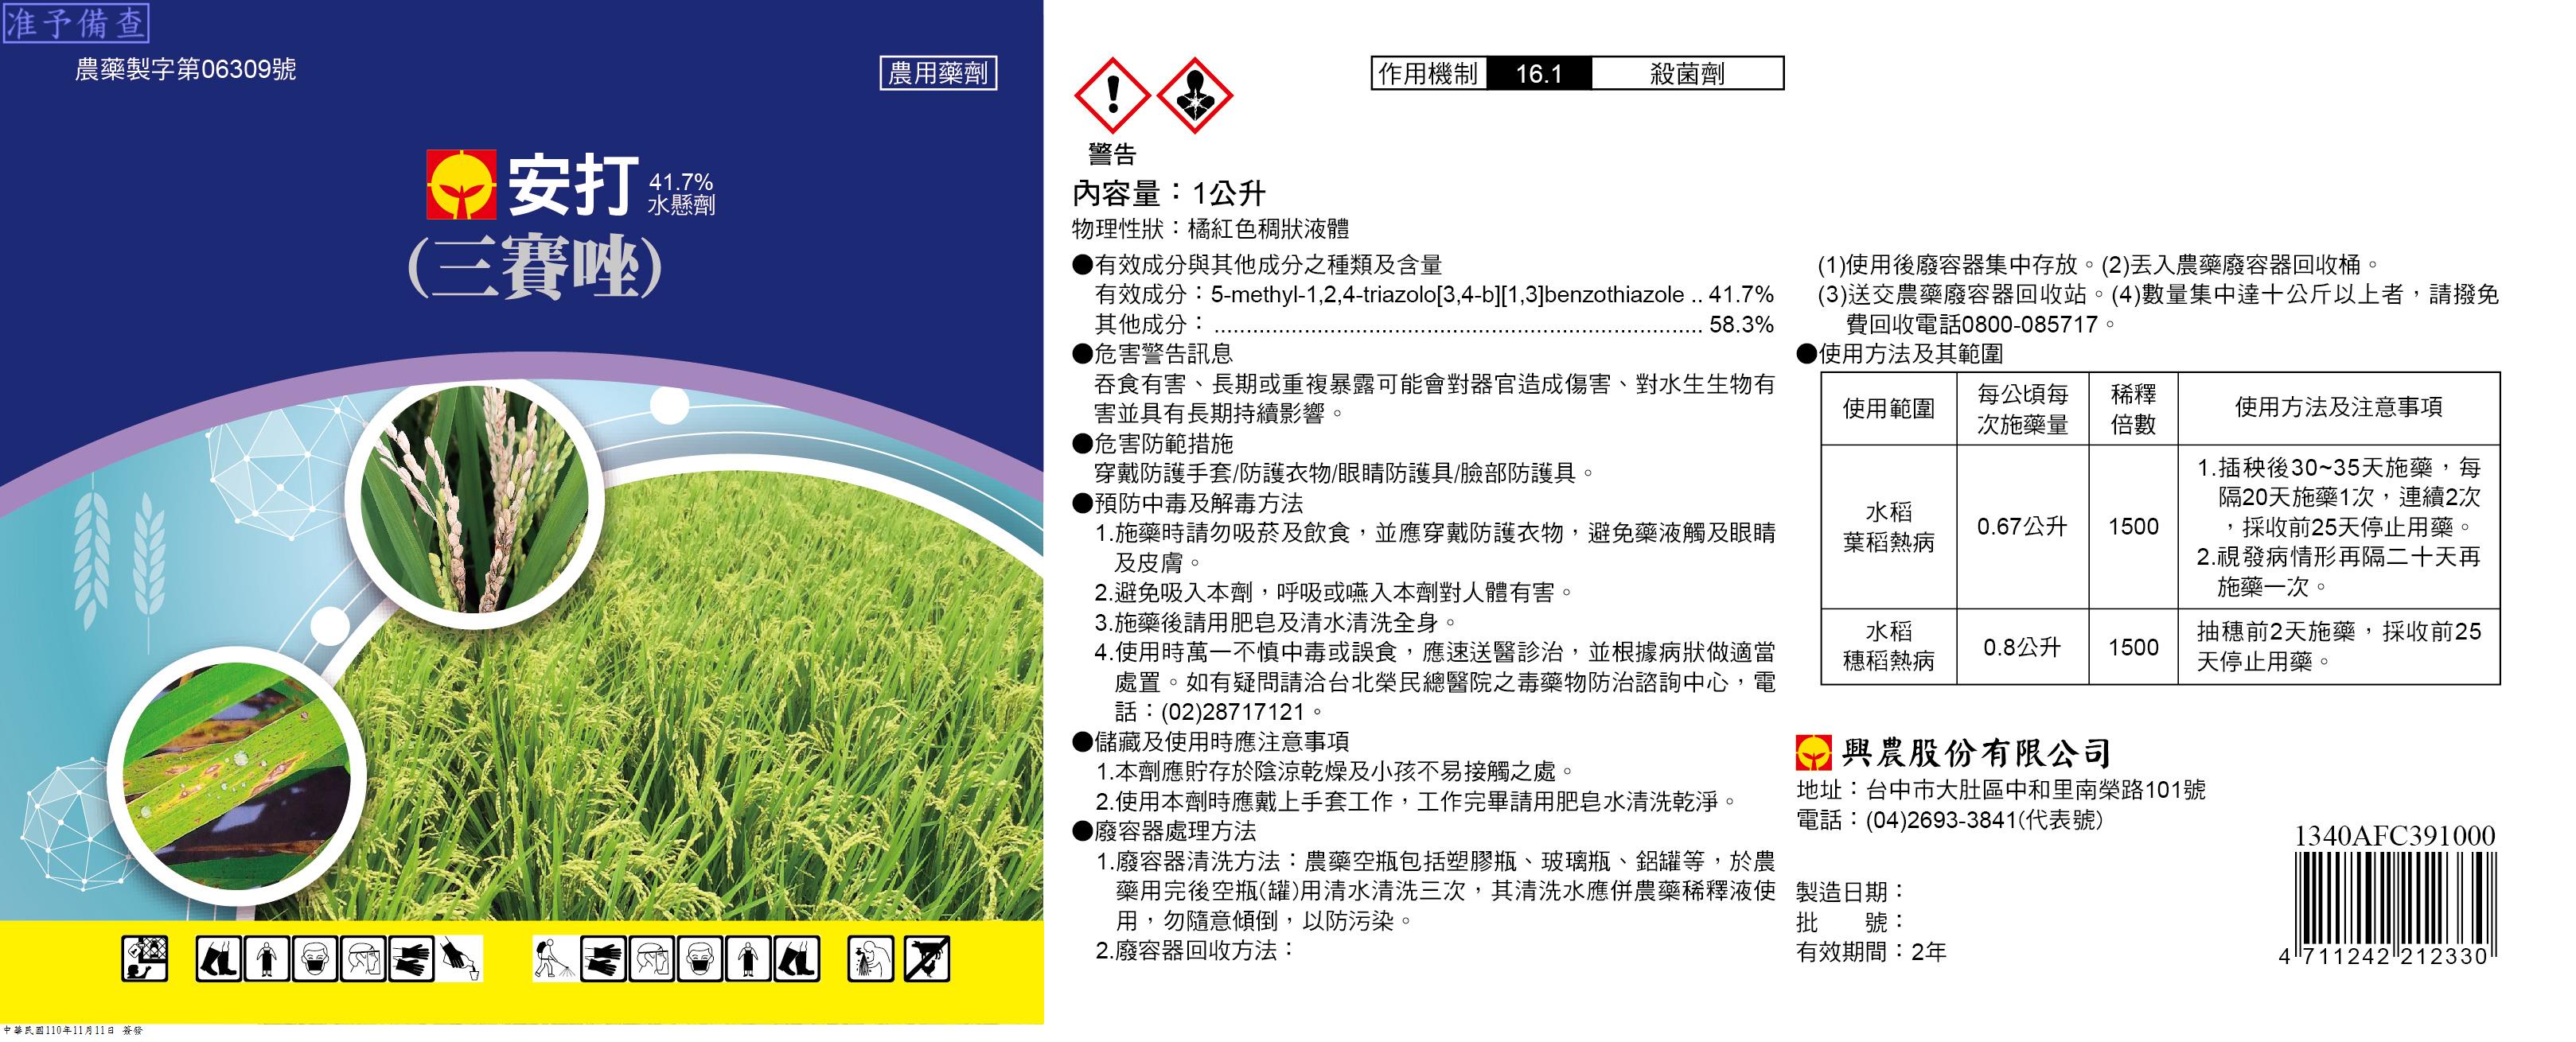 准予備查
農藥製字第06309號
農用藥劑
安打
41.7%
水懸劑
(三賽唑)
中華民國110年11月11日 簽發
警告
作用機制 16.1 殺菌劑
內容量：1公升
物理性狀：橘紅色稠狀液體
●有效成分與其他成分之種類及含量
有效成分：5-methyl-1,2,4-triazolo[3,4-b][1,3]benzothiazole .. 41.7%
其他成分：............................................................................ 58.3%
●危害警告訊息
吞食有害、長期或重複暴露可能會對器官造成傷害、對水生生物有
害並具有長期持續影響。
●危害防範措施
穿戴防護手套/防護衣物/眼睛防護具/臉部防護具。
●預防中毒及解毒方法
1.施藥時請勿吸菸及飲食，並應穿戴防護衣物，避免藥液觸及眼睛
及皮膚。
2.避免吸入本劑，呼吸或嚥入本劑對人體有害。
3.施藥後請用肥皂及清水清洗全身。
4.使用時萬一不慎中毒或誤食，應速送醫診治，並根據病狀做適當
處置。如有疑問請洽台北榮民總醫院之毒藥物防治諮詢中心，電
話：(02)28717121。
●儲藏及使用時應注意事項
1.本劑應貯存於陰涼乾燥及小孩不易接觸之處。
2.使用本劑時應戴上手套工作，工作完畢請用肥皂水清洗乾淨。
●廢容器處理方法
1.廢容器清洗方法：農藥空瓶包括塑膠瓶、玻璃瓶、鋁罐等，於農
藥用完後空瓶(罐)用清水清洗三次，其清洗水應併農藥稀釋液使
用，勿隨意傾倒，以防污染。
2.廢容器回收方法：
(1)使用後廢容器集中存放。(2)丟入農藥廢容器回收桶。
(3)送交農藥廢容器回收站。(4)數量集中達十公斤以上者，請撥免
費回收電話0800-085717。
●使用方法及其範圍
使用範圍 每公頃每 稀釋 使用方法及注意事項
次施藥量 倍數
水稻 0.67公升 1500 1.插秧後30~35天施藥，每
葉稻熱病 隔20天施藥1次，連續2次
，採收前25天停止用藥。
2.視發病情形再隔二十天再
施藥一次。
水稻 0.8公升 1500 抽穗前2天施藥，採收前25
穗稻熱病 天停止用藥。
興農股份有限公司
地址：台中市大肚區中和里南榮路101號
電話：(04)2693-3841(代表號)
製造日期：
批　　號：
有效期間：2年
1340AFC391000
4 711242 212330